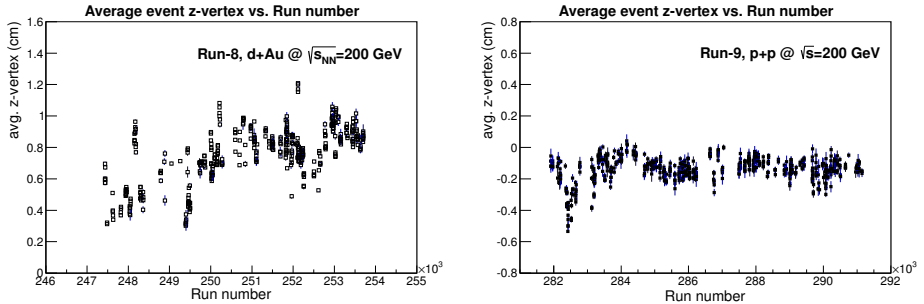 Average event z-vertex vs. Run number
avg. z-vertex (cm)
1.6
1.4
1.2
1
0.8
0.6
0.4
0.2
0
Run-8, d+Au @ √sNN=200 GeV
246 247 248 249 250 251 252 253 254 255
×10³
Run number
Average event z-vertex vs. Run number
avg. z-vertex (cm)
0.8
0.6
0.4
0.2
0
-0.2
-0.4
-0.6
-0.8
Run-9, p+p @ √s=200 GeV
282 284 286 288 290 292
×10³
Run number